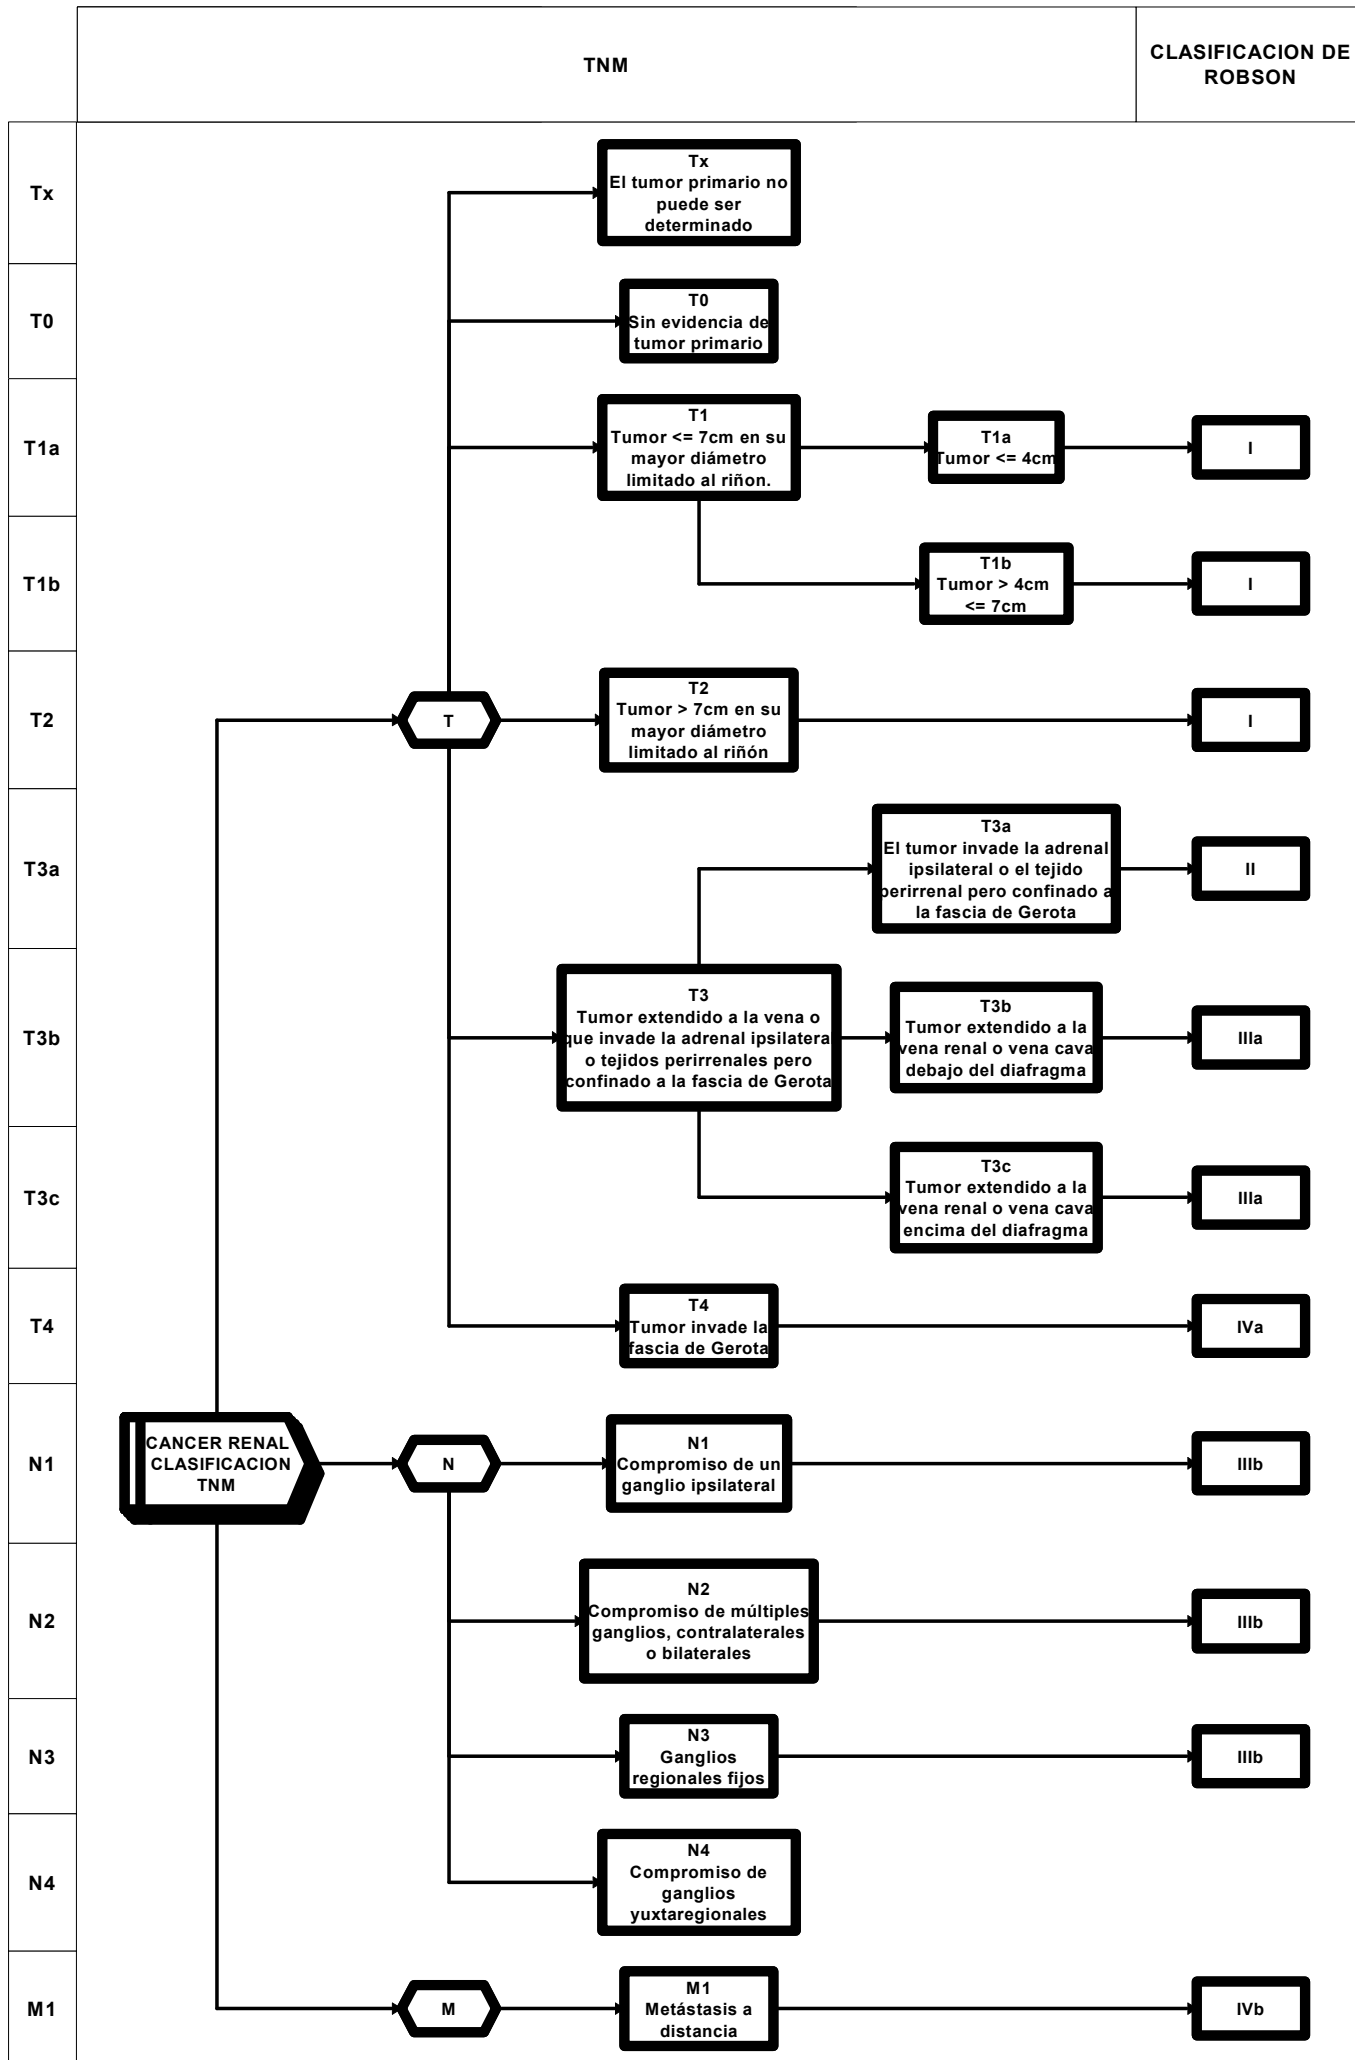 TNM
CLASIFICACION DE
ROBSON
Tx
Tx
El tumor primario no
puede ser
determinado
T0
T0
Sin evidencia de
tumor primario
T1a
T1
Tumor <= 7cm en su
mayor diámetro
limitado al riñon.
T1a
Tumor <= 4cm
I
T1b
T1b
Tumor > 4cm
<= 7cm
I
T2
T
T2
Tumor > 7cm en su
mayor diámetro
limitado al riñón
I
T3a
T3a
El tumor invade la adrenal
ipsilateral o el tejido
perirrenal pero confinado a
la fascia de Gerota
II
T3b
T3
Tumor extendido a la vena o
que invade la adrenal ipsilateral
o tejidos perirrenales pero
confinado a la fascia de Gerota
T3b
Tumor extendido a la
vena renal o vena cava
debajo del diafragma
IIIa
T3c
T3c
Tumor extendido a la
vena renal o vena cava
encima del diafragma
IIIa
T4
T4
Tumor invade la
fascia de Gerota
IVa
N1
CANCER RENAL
CLASIFICACION
TNM
N
N1
Compromiso de un
ganglio ipsilateral
IIIb
N2
N2
Compromiso de múltiples
ganglios, contralaterales
o bilaterales
IIIb
N3
N3
Ganglios
regionales fijos
IIIb
N4
N4
Compromiso de
ganglios
yuxtaregionales
M1
M
M1
Metástasis a
distancia
IVb